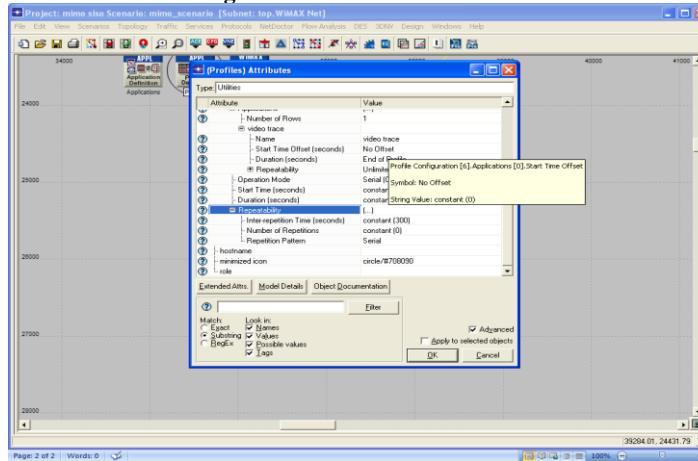 Project: mimo siso Scenario: mimo_scenario [Subnet: top.WiMAX Net]
File Edit View Scenarios Topology Traffic Services Protocols NetDoctor Flow Analysis DES 3DNV Design Windows Help
34000 40000 41000
APPL APPL WIMAX
Application Definition
Applications
(Profiles) Attributes
Type: Utilities
Attribute Value
Number of Rows 1
video trace
Name video trace
Start Time Offset (seconds) No Offset
Duration (seconds) End of Profile
Repeatability Unlimite
Operation Mode Serial (O
Start Time (seconds) constan
Duration (seconds) constan
Repeatability (...)
Inter-repetition Time (seconds) constant (300)
Number of Repetitions constant (0)
Repetition Pattern Serial
hostname
minimized icon circle/#708090
role
Profile Configuration [6].Applications [0].Start Time Offset
Symbol: No Offset
String Value: constant (0)
Extended Attrs. Model Details Object Documentation
Filter
Match: Look in:
Exact Names
Substring Values
RegEx Possible values
Tags
Advanced
Apply to selected objects
OK Cancel
24000
25000
26000
27000
28000
39284.01, 24431.79
Page: 2 of 2 Words: 0 100%